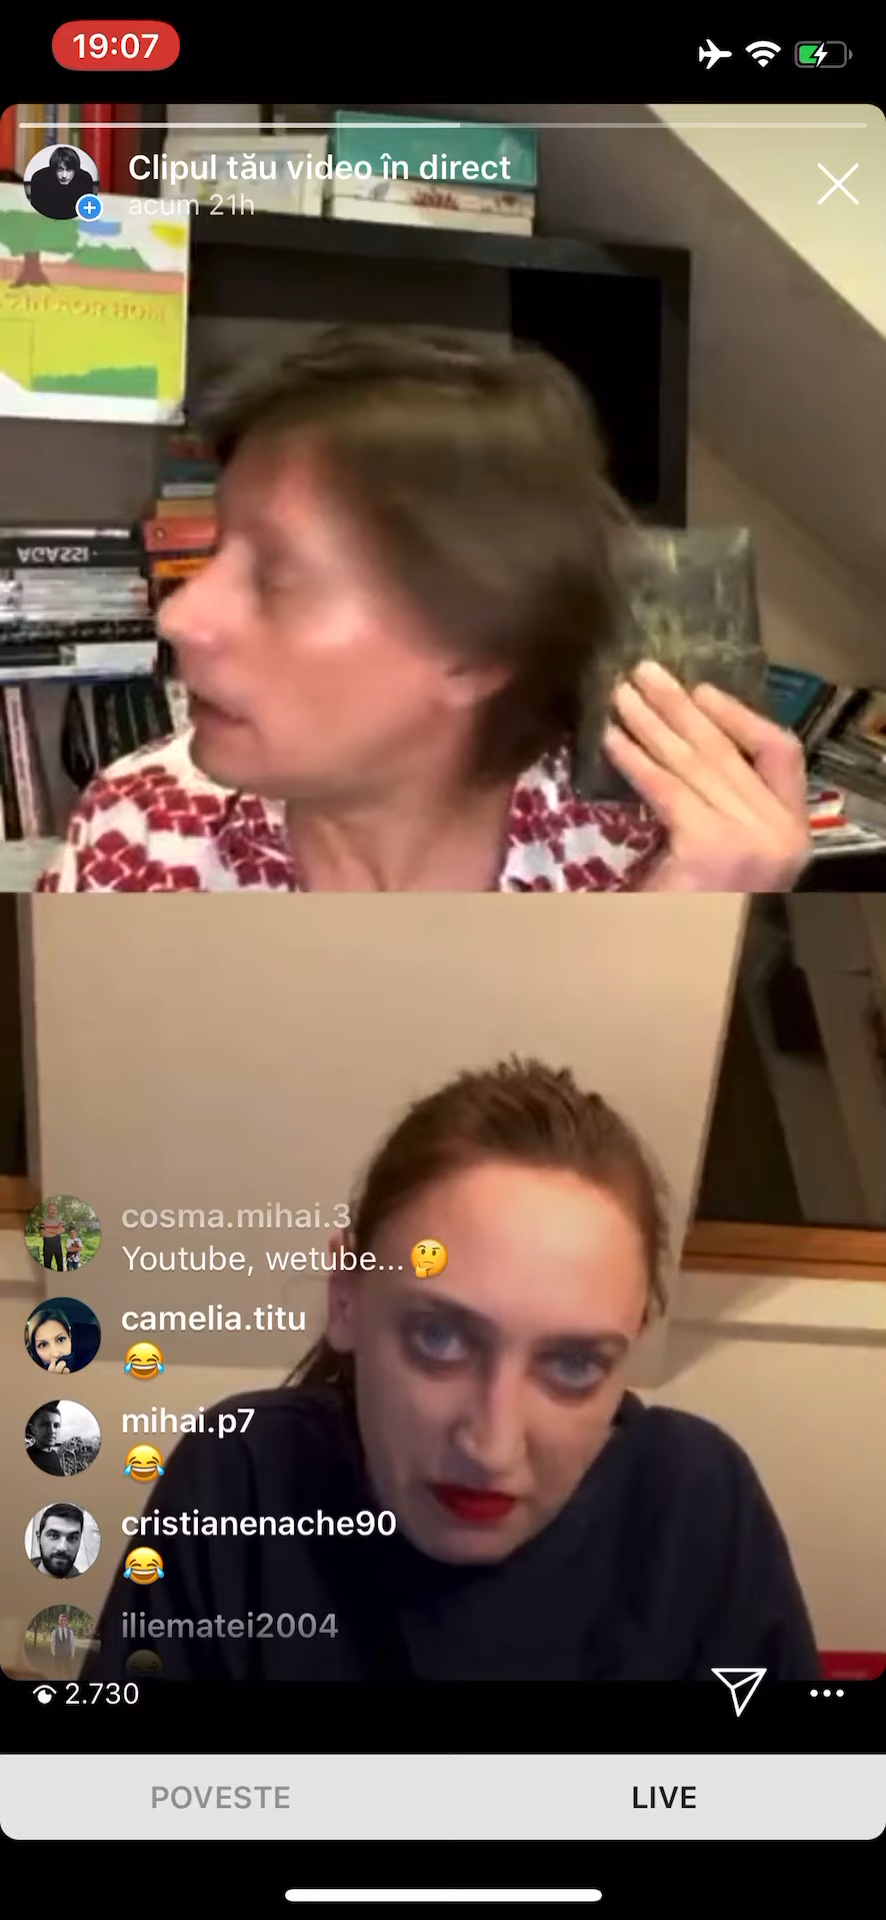 19:07
Clipul tău video în direct
acum 21h
AGASSI
cosma.mihai.3
Youtube, wetube...🤔
camelia.titu
😂
mihai.p7
😂
cristianenache90
😂
iliematei2004
😂
2.730
POVESTE
LIVE